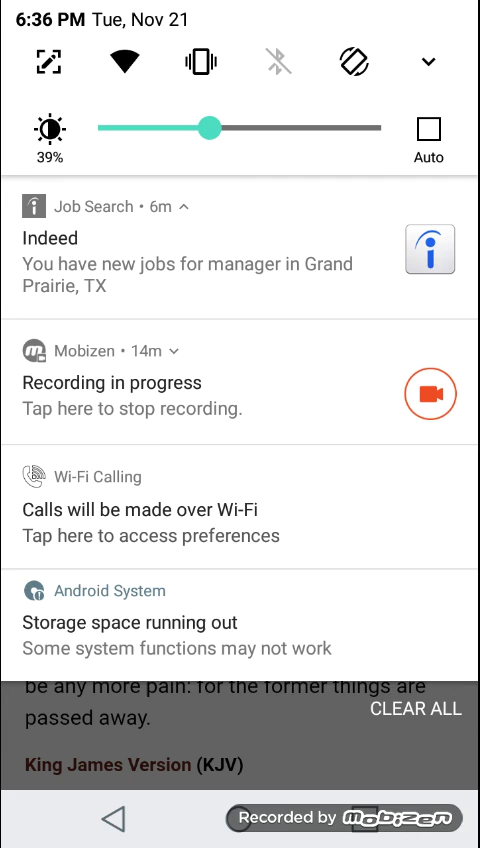 6:36 PM Tue, Nov 21
39%
Auto
Job Search • 6m
Indeed
You have new jobs for manager in Grand
Prairie, TX
Mobizen • 14m
Recording in progress
Tap here to stop recording.
Wi-Fi Calling
Calls will be made over Wi-Fi
Tap here to access preferences
Android System
Storage space running out
Some system functions may not work
be any more pain: for the former things are
passed away.
CLEAR ALL
King James Version (KJV)
Recorded by mobizen